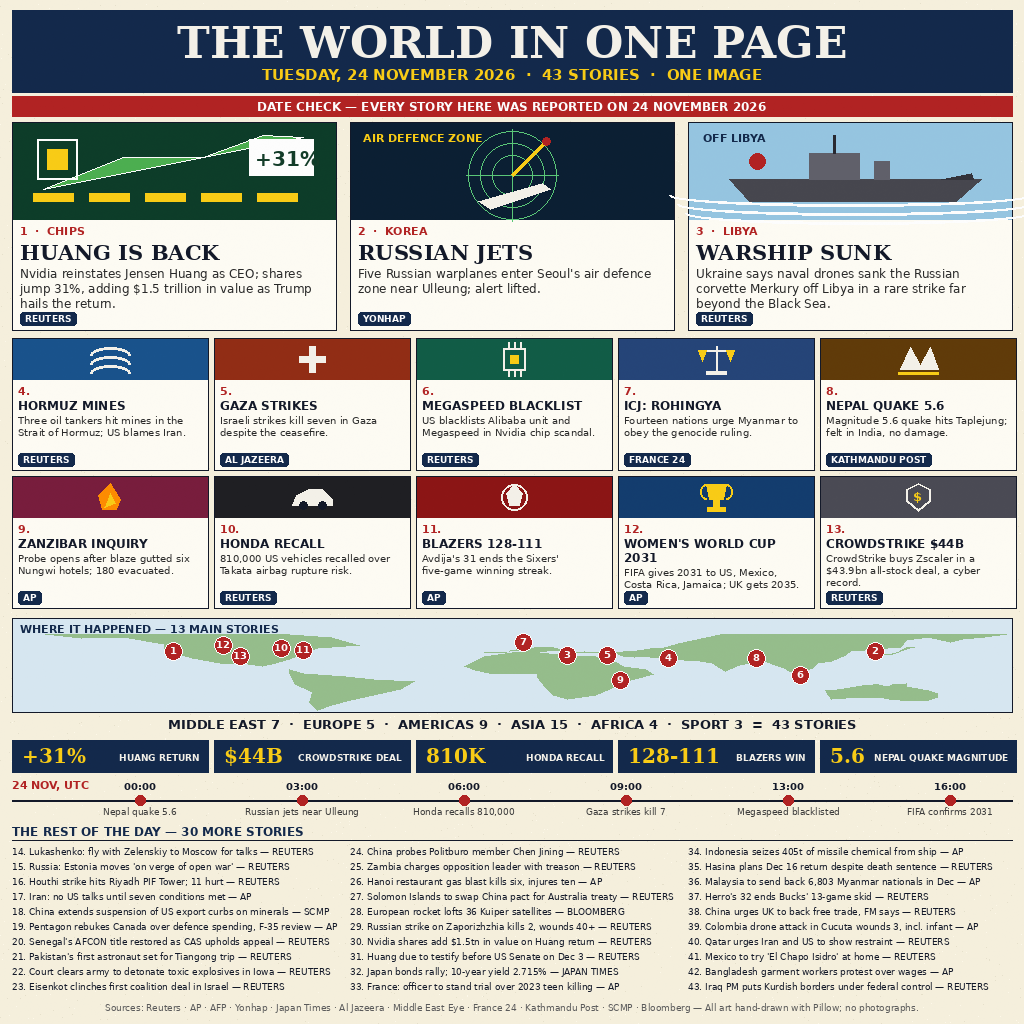 THE WORLD IN ONE PAGE
TUESDAY, 24 NOVEMBER 2026 · 43 STORIES · ONE IMAGE
DATE CHECK — EVERY STORY HERE WAS REPORTED ON 24 NOVEMBER 2026
+31%
1 · CHIPS
HUANG IS BACK
Nvidia reinstates Jensen Huang as CEO; shares
jump 31%, adding $1.5 trillion in value as Trump
hails the return.
REUTERS
AIR DEFENCE ZONE
2 · KOREA
RUSSIAN JETS
Five Russian warplanes enter Seoul's air defence
zone near Ulleung; alert lifted.
YONHAP
OFF LIBYA
3 · LIBYA
WARSHIP SUNK
Ukraine says naval drones sank the Russian
corvette Merkury off Libya in a rare strike far
beyond the Black Sea.
REUTERS
4.
HORMUZ MINES
Three oil tankers hit mines in the
Strait of Hormuz; US blames Iran.
REUTERS
5.
GAZA STRIKES
Israeli strikes kill seven in Gaza
despite the ceasefire.
AL JAZEERA
6.
MEGASPEED BLACKLIST
US blacklists Alibaba unit and
Megaspeed in Nvidia chip scandal.
REUTERS
7.
ICJ: ROHINGYA
Fourteen nations urge Myanmar to
obey the genocide ruling.
FRANCE 24
8.
NEPAL QUAKE 5.6
Magnitude 5.6 quake hits Taplejung;
felt in India, no damage.
KATHMANDU POST
9.
ZANZIBAR INQUIRY
Probe opens after blaze gutted six
Nungwi hotels; 180 evacuated.
AP
10.
HONDA RECALL
810,000 US vehicles recalled over
Takata airbag rupture risk.
REUTERS
11.
BLAZERS 128-111
Avdija's 31 ends the Sixers'
five-game winning streak.
AP
12.
WOMEN'S WORLD CUP
2031
FIFA gives 2031 to US, Mexico,
Costa Rica, Jamaica; UK gets 2035.
AP
$
13.
CROWDSTRIKE $44B
CrowdStrike buys Zscaler in a
$43.9bn all-stock deal, a cyber
record.
REUTERS
WHERE IT HAPPENED — 13 MAIN STORIES
1 12 13 10 11 7 3 5 9 4 8 6 2
MIDDLE EAST 7 · EUROPE 5 · AMERICAS 9 · ASIA 15 · AFRICA 4 · SPORT 3 = 43 STORIES
+31% HUANG RETURN
$44B CROWDSTRIKE DEAL
810K HONDA RECALL
128-111 BLAZERS WIN
5.6 NEPAL QUAKE MAGNITUDE
24 NOV, UTC
00:00 03:00 06:00 09:00 13:00 16:00
Nepal quake 5.6 Russian jets near Ulleung Honda recalls 810,000 Gaza strikes kill 7 Megaspeed blacklisted FIFA confirms 2031
THE REST OF THE DAY — 30 MORE STORIES
14. Lukashenko: fly with Zelenskiy to Moscow for talks — REUTERS
15. Russia: Estonia moves 'on verge of open war' — REUTERS
16. Houthi strike hits Riyadh PIF Tower; 11 hurt — REUTERS
17. Iran: no US talks until seven conditions met — AP
18. China extends suspension of US export curbs on minerals — SCMP
19. Pentagon rebukes Canada over defence spending, F-35 review — AP
20. Senegal's AFCON title restored as CAS upholds appeal — REUTERS
21. Pakistan's first astronaut set for Tiangong trip — REUTERS
22. Court clears army to detonate toxic explosives in Iowa — REUTERS
23. Eisenkot clinches first coalition deal in Israel — REUTERS
24. China probes Politburo member Chen Jining — REUTERS
25. Zambia charges opposition leader with treason — REUTERS
26. Hanoi restaurant gas blast kills six, injures ten — AP
27. Solomon Islands to swap China pact for Australia treaty — REUTERS
28. European rocket lofts 36 Kuiper satellites — BLOOMBERG
29. Russian strike on Zaporizhzhia kills 2, wounds 40+ — REUTERS
30. Nvidia shares add $1.5tn in value on Huang return — REUTERS
31. Huang due to testify before US Senate on Dec 3 — REUTERS
32. Japan bonds rally; 10-year yield 2.715% — JAPAN TIMES
33. France: officer to stand trial over 2023 teen killing — AP
34. Indonesia seizes 405t of missile chemical from ship — AP
35. Hasina plans Dec 16 return despite death sentence — REUTERS
36. Malaysia to send back 6,803 Myanmar nationals in Dec — AP
37. Herro's 32 ends Bucks' 13-game skid — REUTERS
38. China urges UK to back free trade, FM says — REUTERS
39. Colombia drone attack in Cucuta wounds 3, incl. infant — AP
40. Qatar urges Iran and US to show restraint — REUTERS
41. Mexico to try 'El Chapo Isidro' at home — REUTERS
42. Bangladesh garment workers protest over wages — AP
43. Iraq PM puts Kurdish borders under federal control — REUTERS
Sources: Reuters · AP · AFP · Yonhap · Japan Times · Al Jazeera · Middle East Eye · France 24 · Kathmandu Post · SCMP · Bloomberg — All art hand-drawn with Pillow; no photographs.